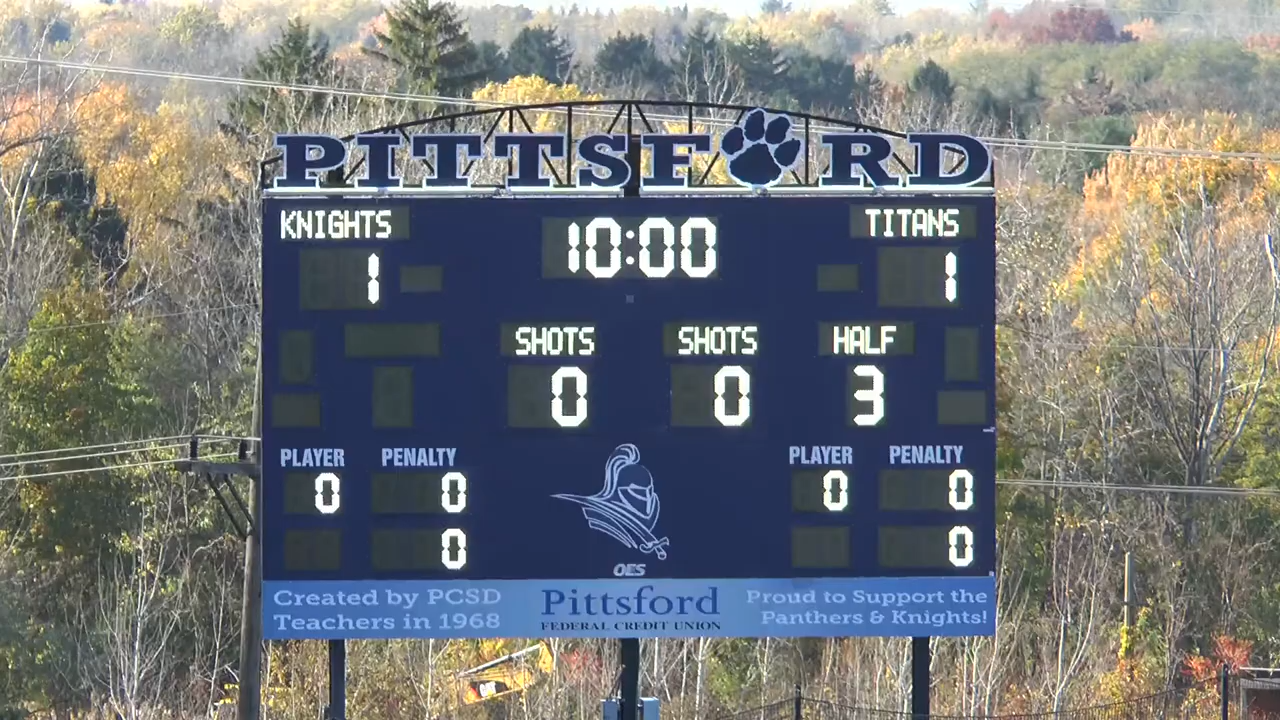 PITTSFORD
KNIGHTS 10:00 TITANS
1 1
SHOTS SHOTS HALF
0 0 3
PLAYER PENALTY PLAYER PENALTY
0 0 0 0
0 0
OES
Created by PCSD
Teachers in 1968
Pittsford
FEDERAL CREDIT UNION
Proud to Support the
Panthers & Knights!